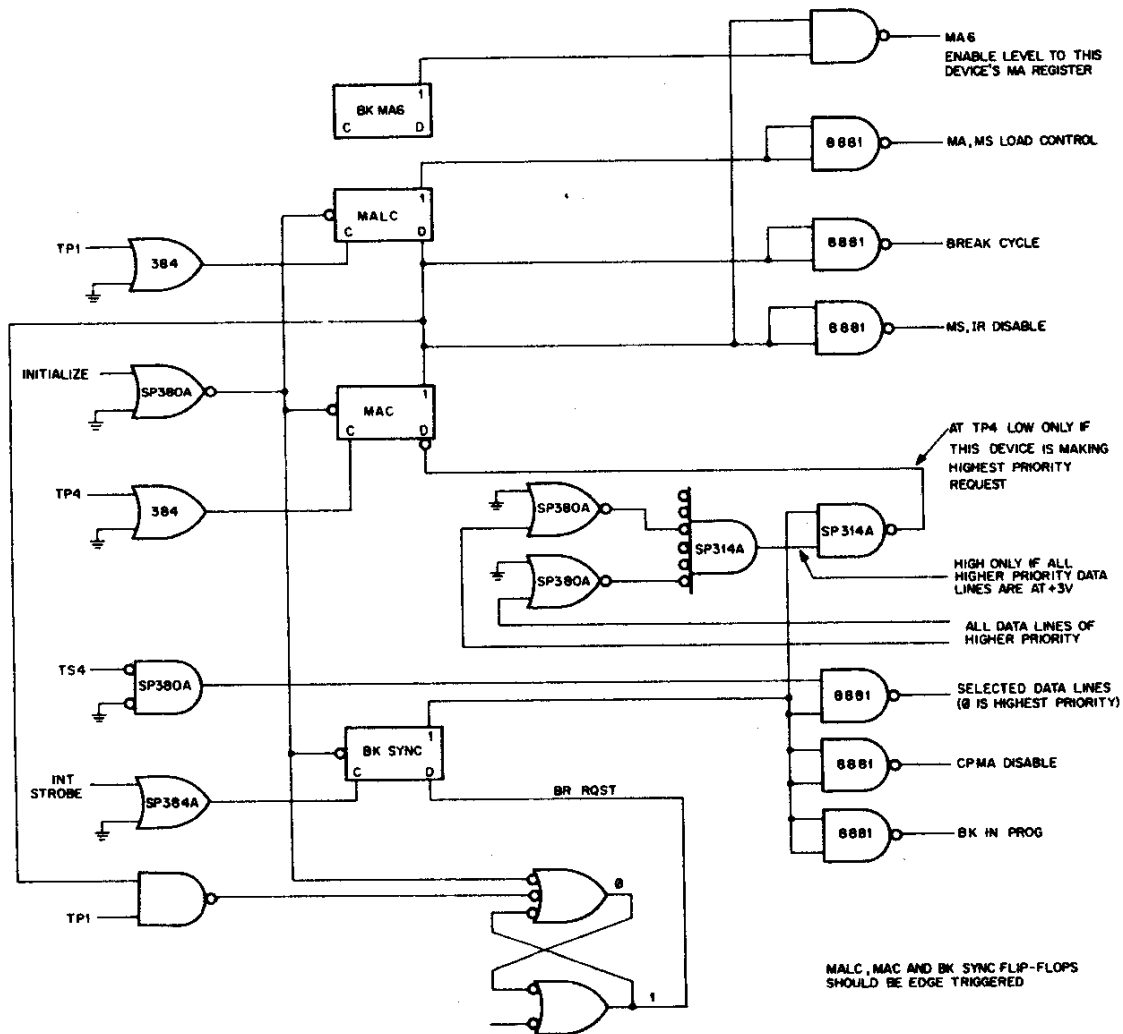 MA6
ENABLE LEVEL TO THIS
DEVICE'S MA REGISTER
1
BK MA6
C D
8881
MA, MS LOAD CONTROL
1
MALC
C D
TP1
384
8881
BREAK CYCLE
8881
MS, IR DISABLE
INITIALIZE
SP380A
1
MAC
C D
AT TP4 LOW ONLY IF
THIS DEVICE IS MAKING
HIGHEST PRIORITY
REQUEST
TP4
384
SP380A
SP314A
SP314A
SP380A
HIGH ONLY IF ALL
HIGHER PRIORITY DATA
LINES ARE AT +3V
ALL DATA LINES OF
HIGHER PRIORITY
TS4
SP380A
8881
SELECTED DATA LINES
(0 IS HIGHEST PRIORITY)
1
BK SYNC
C D
8881
CPMA DISABLE
INT
STROBE
SP384A
BR RQST
8881
BK IN PROG
0
TP1
1
MALC, MAC AND BK SYNC FLIP-FLOPS
SHOULD BE EDGE TRIGGERED